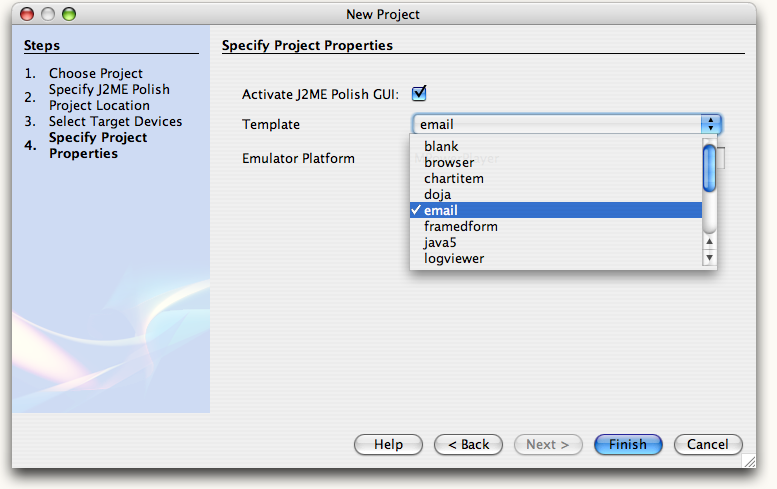 New Project
Steps
1. Choose Project
2. Specify J2ME Polish
Project Location
3. Select Target Devices
4. Specify Project
Properties
Specify Project Properties
Activate J2ME Polish GUI:
Template
email
Emulator Platform
blank
browser
chartitem
doja
email
framedform
java5
logviewer
Help
< Back
Next >
Finish
Cancel